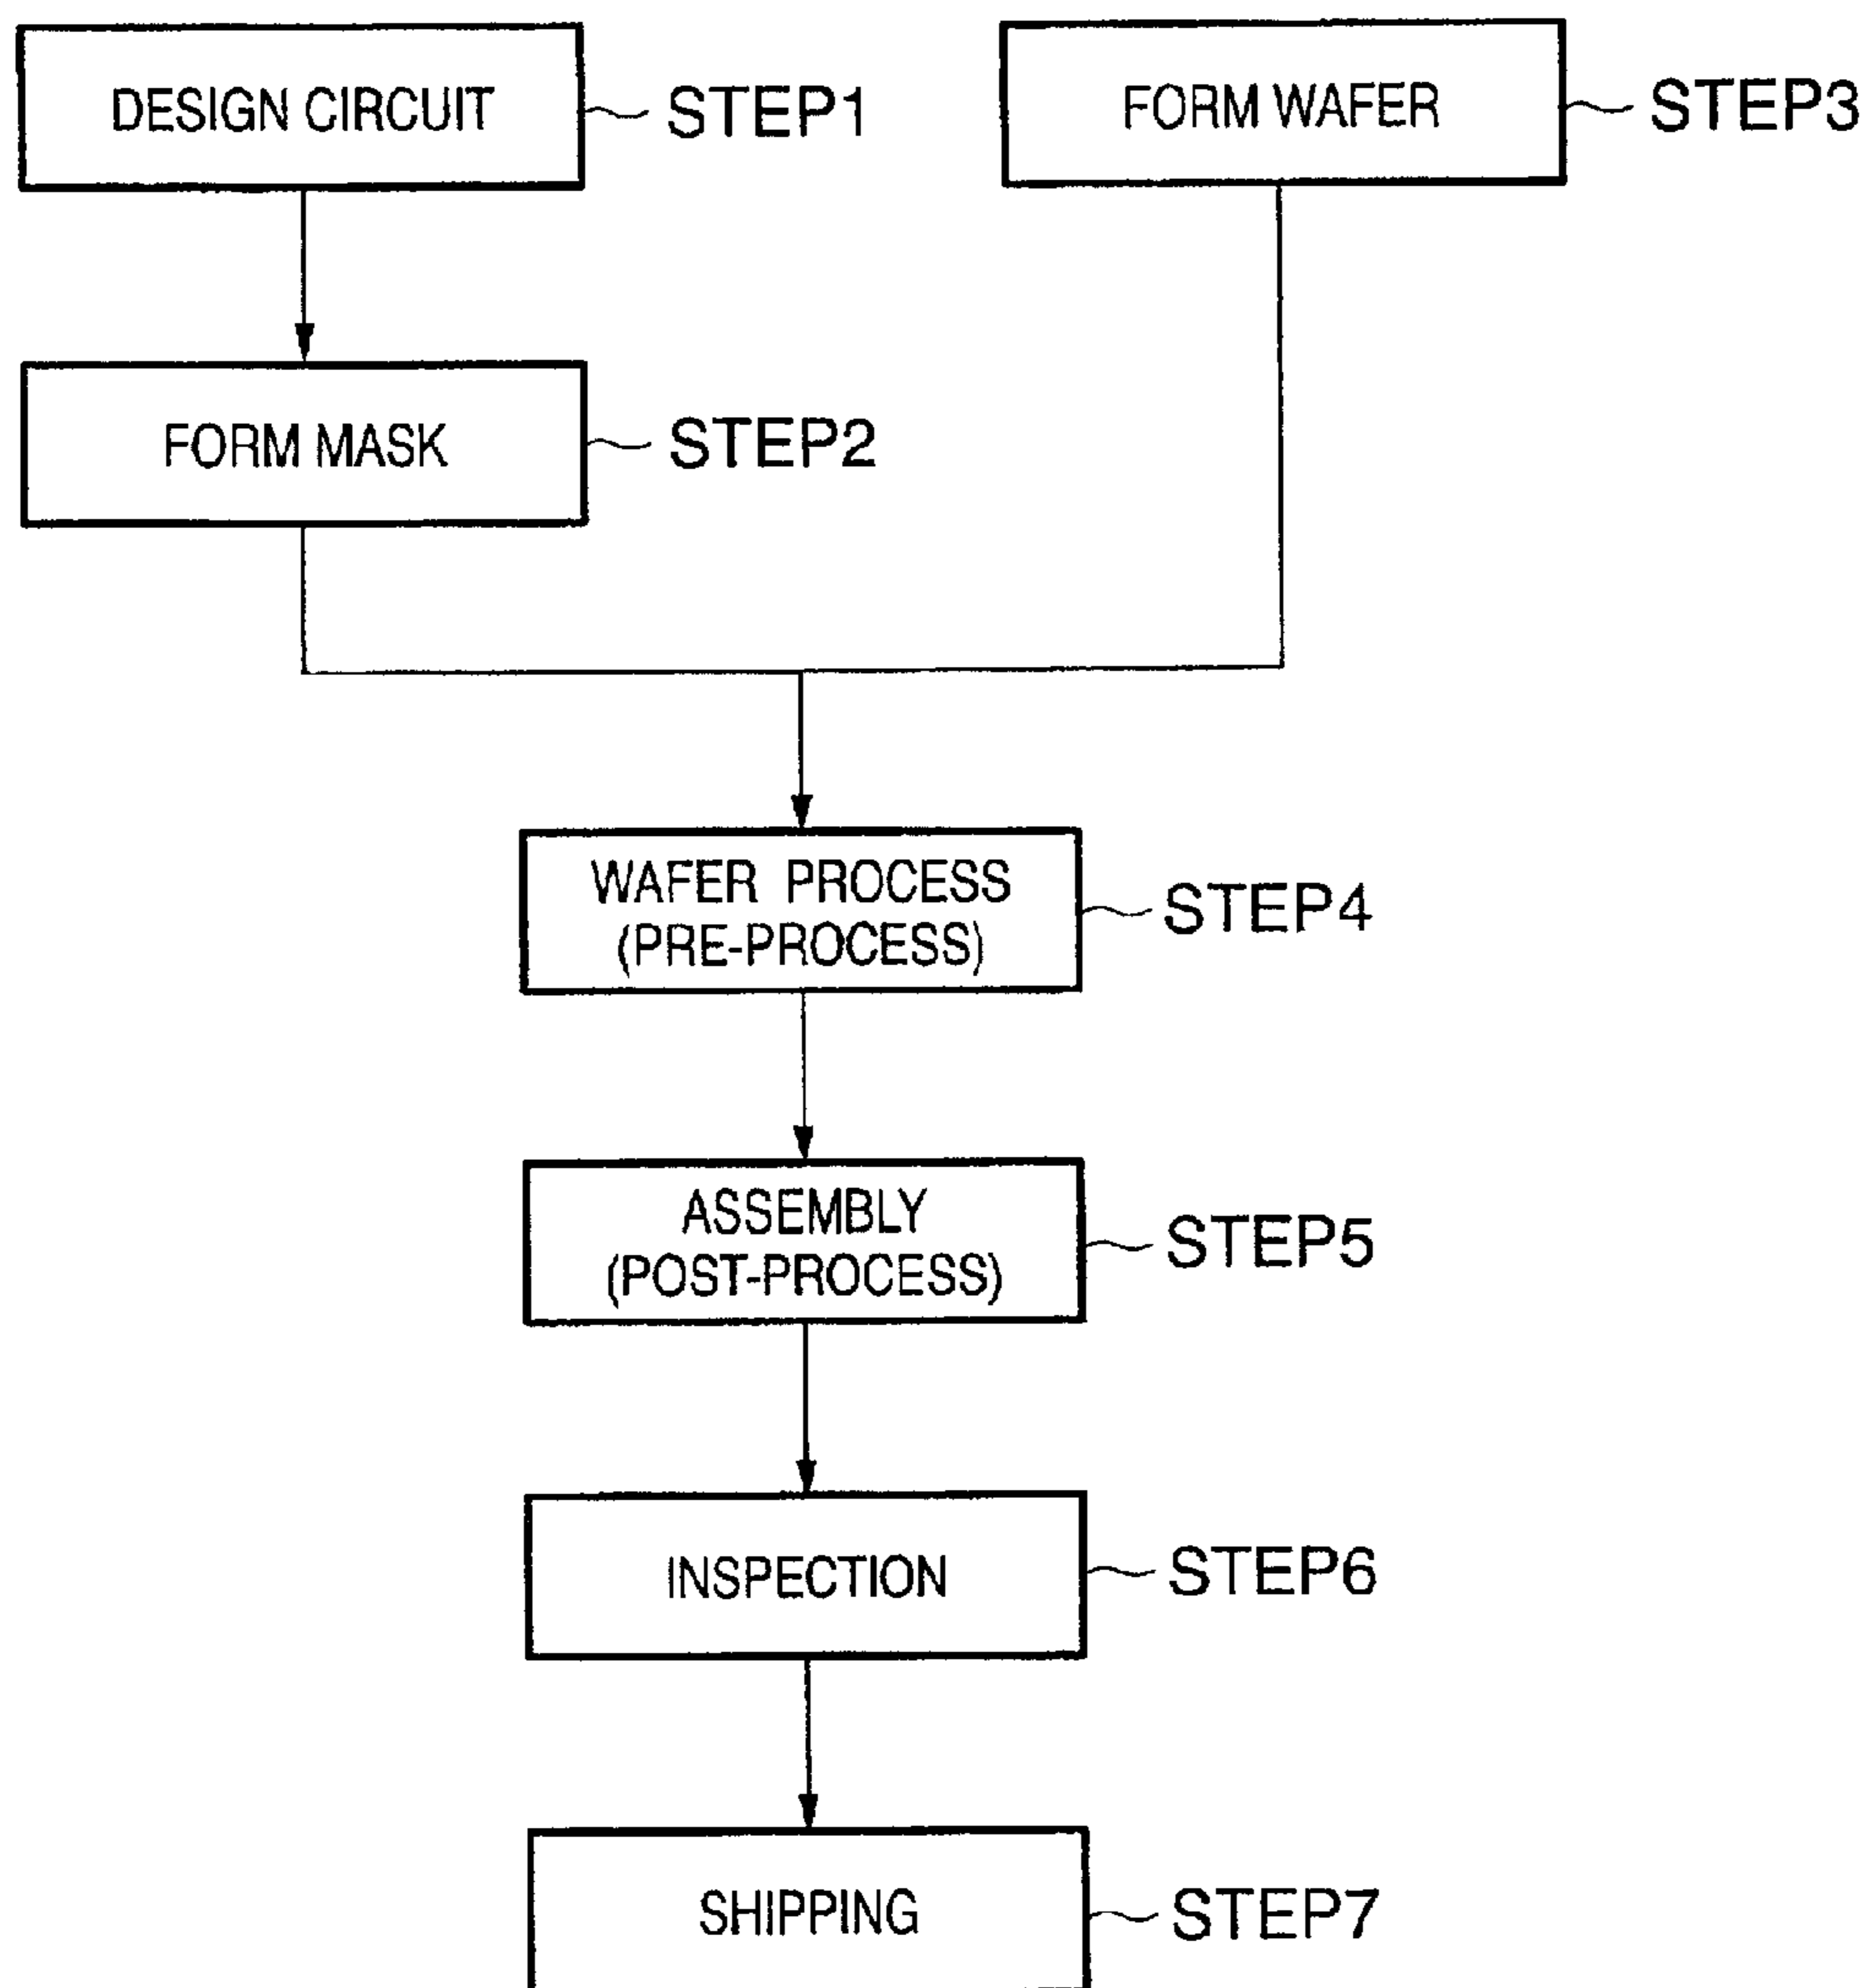 DESIGN CIRCUIT
STEP1
FORM WAFER
STEP3
FORM MASK
STEP2
WAFER PROCESS
(PRE-PROCESS)
STEP4
ASSEMBLY
(POST-PROCESS)
STEP5
INSPECTION
STEP6
SHIPPING
STEP7